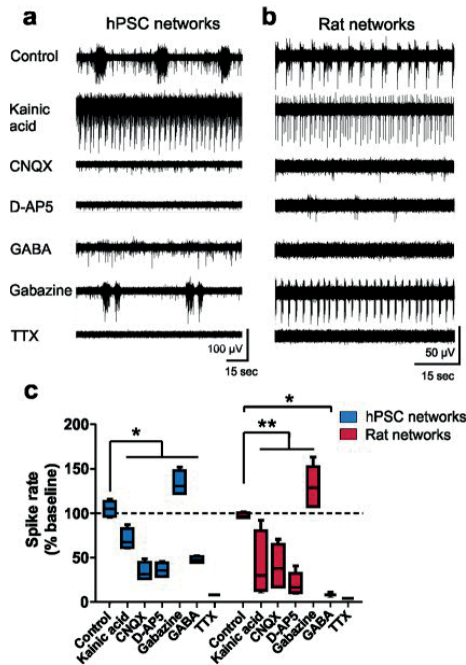 a hPSC networks
b Rat networks
Control
Kainic
acid
CNQX
D-AP5
GABA
Gabazine
TTX
100 µV
15 sec
50 µV
15 sec
c
hPSC networks
Rat networks
* ** *
Spike rate
(% baseline)
200
150
100
50
0
Control Kainic acid CNQX D-AP5 Gabazine GABA TTX Control Kainic acid CNQX D-AP5 Gabazine GABA TTX